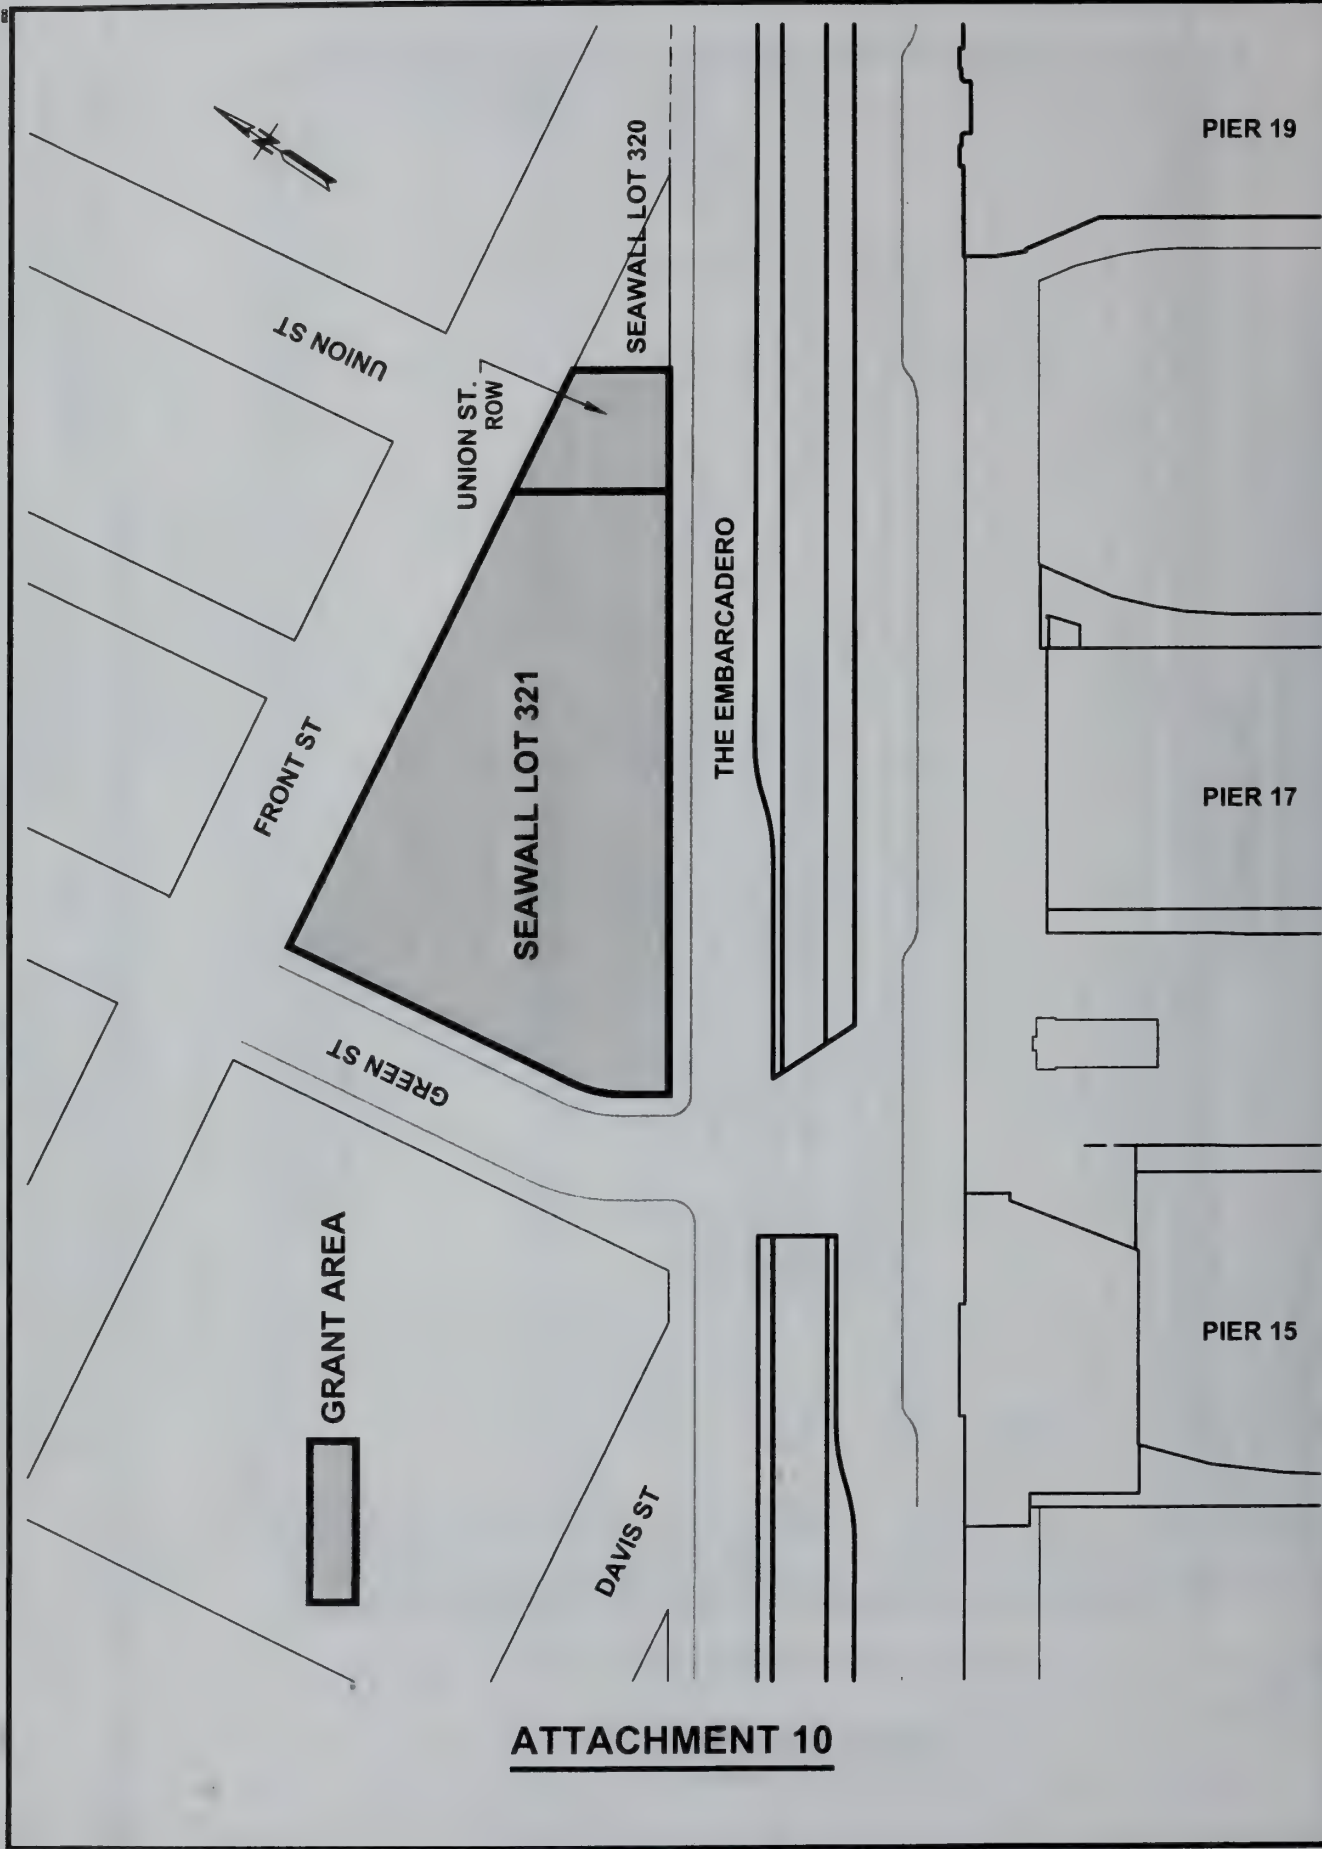 PIER 19
SEAWALL LOT 320
UNION ST
UNION ST.
ROW
N
THE EMBARCADERO
SEAWALL LOT 321
FRONT ST
PIER 17
GREEN ST
GRANT AREA
PIER 15
DAVIS ST
ATTACHMENT 10